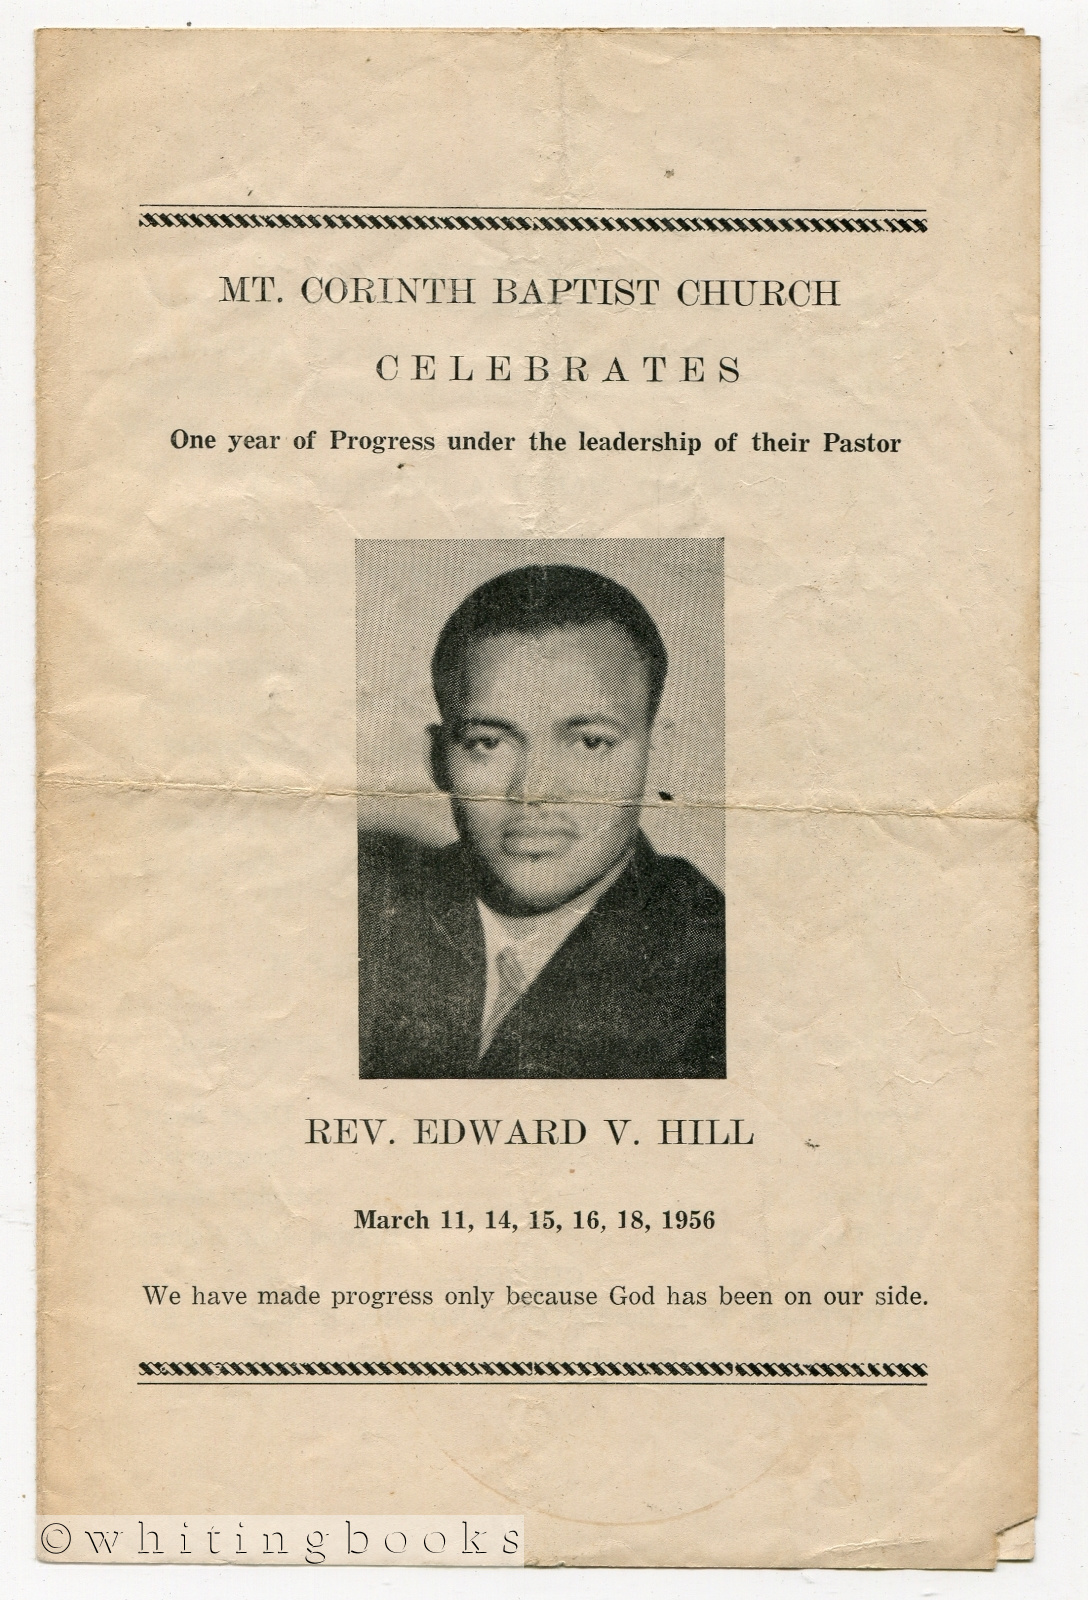 MT. CORINTH BAPTIST CHURCH
CELEBRATES
One year of Progress under the leadership of their Pastor
REV. EDWARD V. HILL
March 11, 14, 15, 16, 18, 1956
We have made progress only because God has been on our side.
©whitingbooks